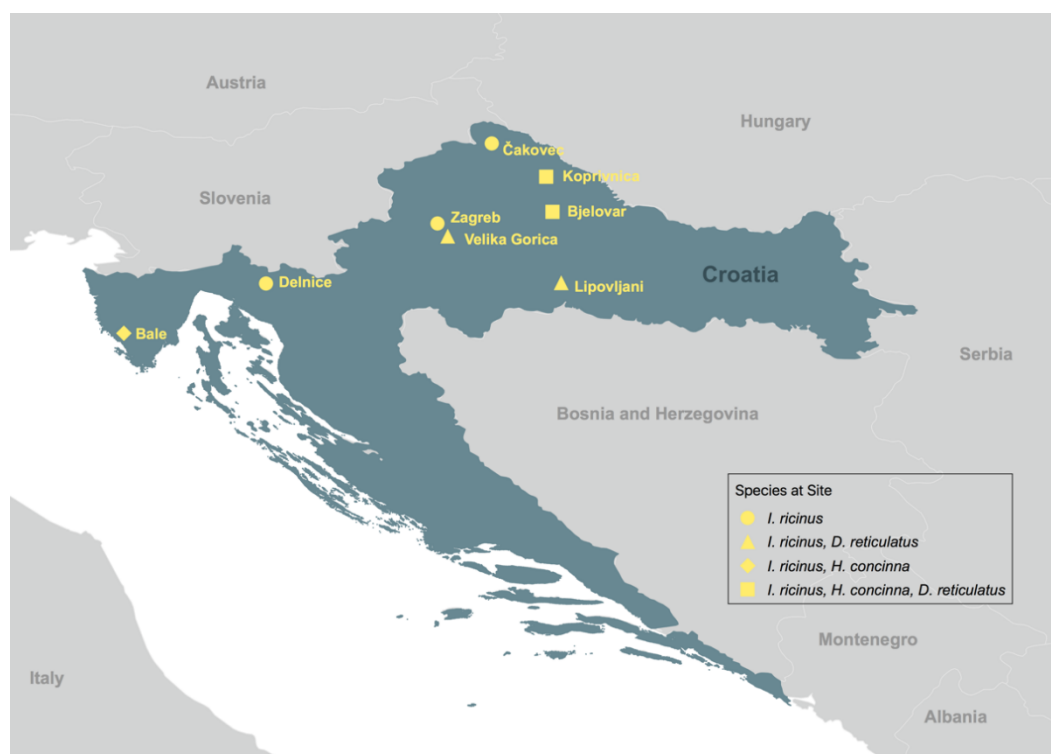 Austria
Hungary
Čakovec
Koprivnica
Slovenia
Bjelovar
Zagreb
Velika Gorica
Croatia
Delnice
Lipovljani
Bale
Serbia
Bosnia and Herzegovina
Species at Site
I. ricinus
I. ricinus, D. reticulatus
I. ricinus, H. concinna
I. ricinus, H. concinna, D. reticulatus
Montenegro
Italy
Albania